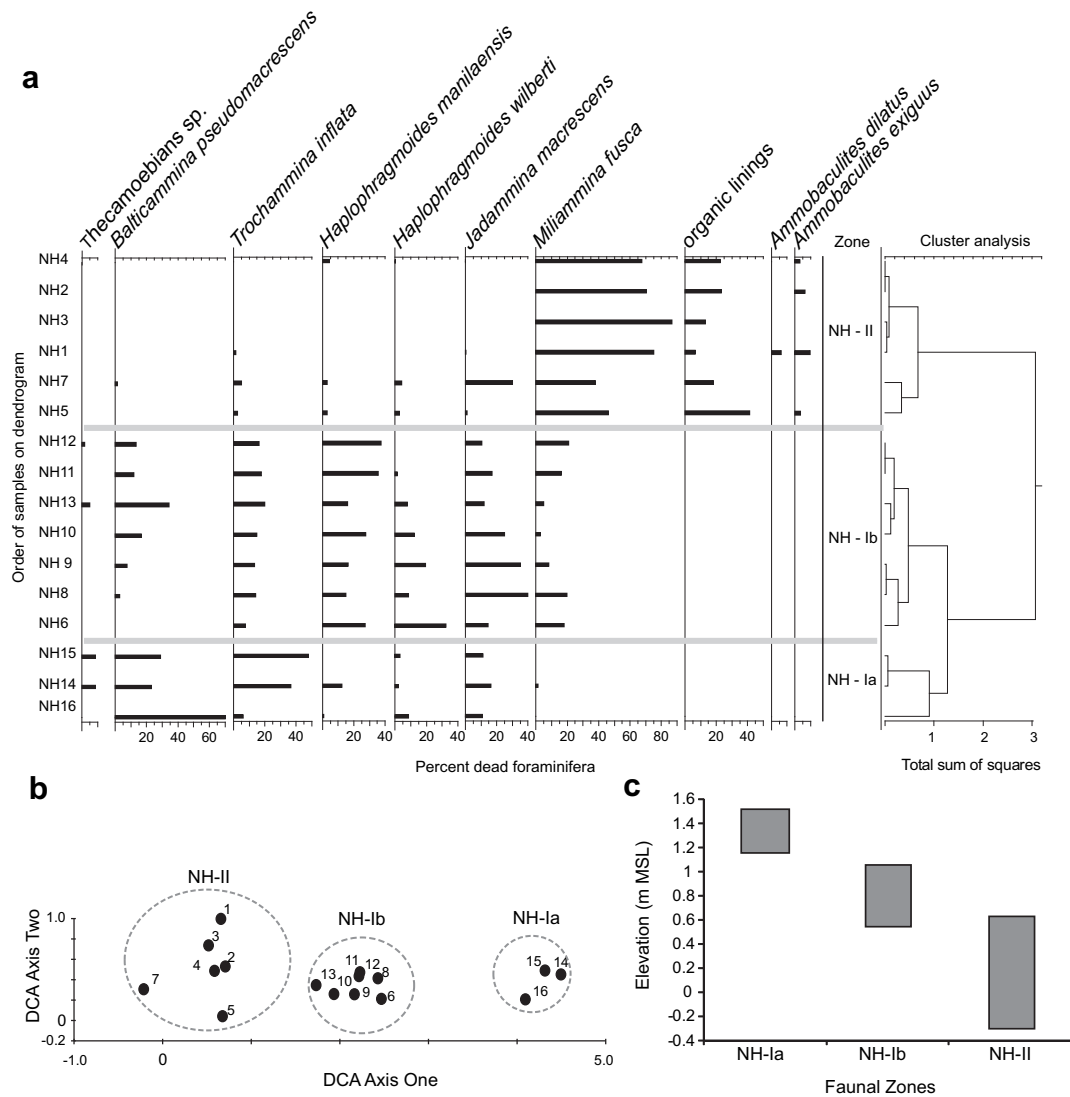 a
Thecamoebians sp.
Balticammina pseudomacrescens
Trochammina inflata
Haplophragmoides manilaensis
Haplophragmoides wilberti
Jadammina macrescens
Miliammina fusca
organic linings
Ammobaculites dilatus
Ammobaculites exiguus
Zone
Cluster analysis
Order of samples on dendrogram
NH4
NH2
NH3
NH1
NH7
NH5
NH12
NH11
NH13
NH10
NH 9
NH8
NH6
NH15
NH14
NH16
NH - II
NH - Ib
NH - Ia
20 40 60 20 40 20 40 20 40 20 40 20 40 60 80 20 40 1 2 3
Percent dead foraminifera
Total sum of squares
b
NH-II
NH-Ib
NH-Ia
DCA Axis Two
1.0
0
-0.2
1
3
2
4
7
5
11
12
8
13
10
9
6
15
14
16
-1.0 0 5.0
DCA Axis One
c
Elevation (m MSL)
1.6
1.4
1.2
1
0.8
0.6
0.4
0.2
0
-0.2
-0.4
NH-Ia NH-Ib NH-II
Faunal Zones